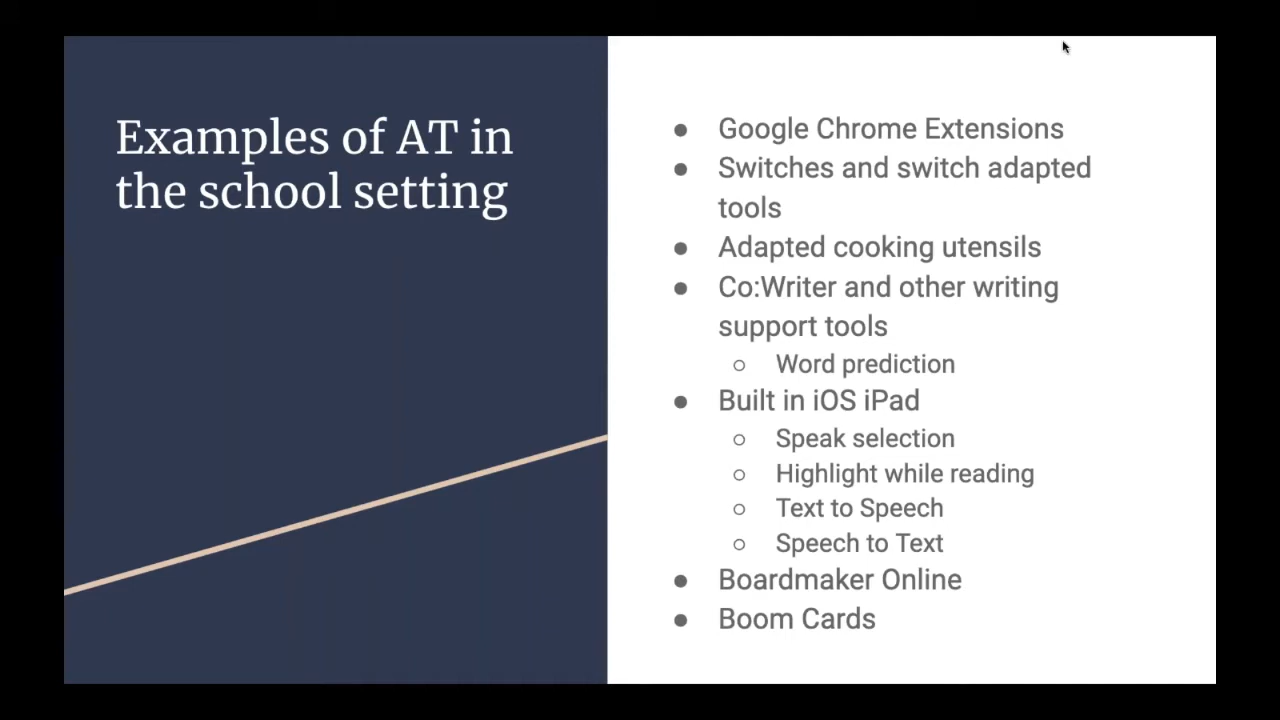 Examples of AT in
the school setting
● Google Chrome Extensions
● Switches and switch adapted
tools
● Adapted cooking utensils
● Co:Writer and other writing
support tools
○ Word prediction
● Built in iOS iPad
○ Speak selection
○ Highlight while reading
○ Text to Speech
○ Speech to Text
● Boardmaker Online
● Boom Cards